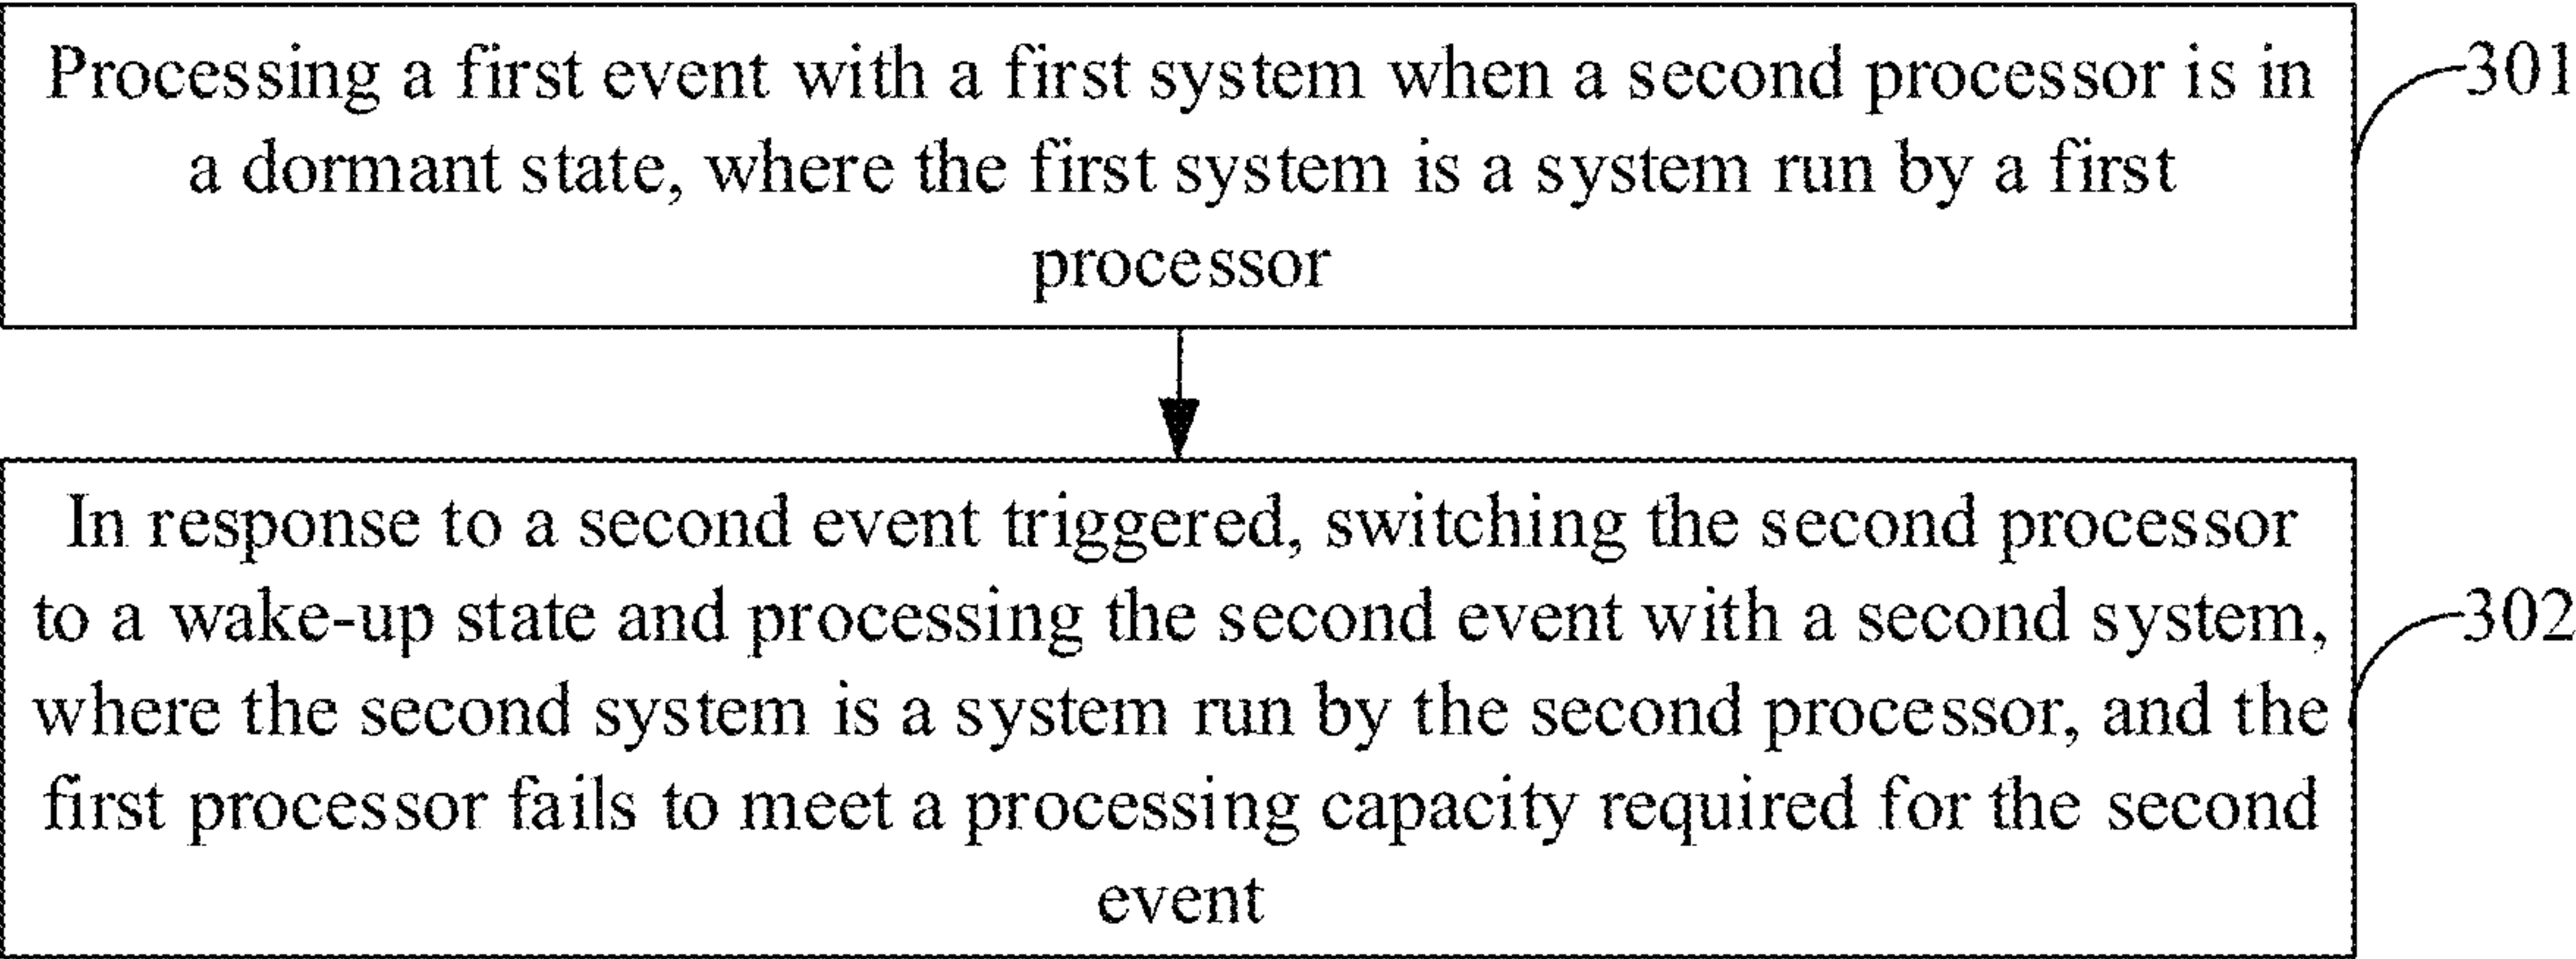 Processing a first event with a first system when a second processor is in
a dormant state, where the first system is a system run by a first
processor
301
In response to a second event triggered, switching the second processor
to a wake-up state and processing the second event with a second system,
where the second system is a system run by the second processor, and the
first processor fails to meet a processing capacity required for the second
event
302